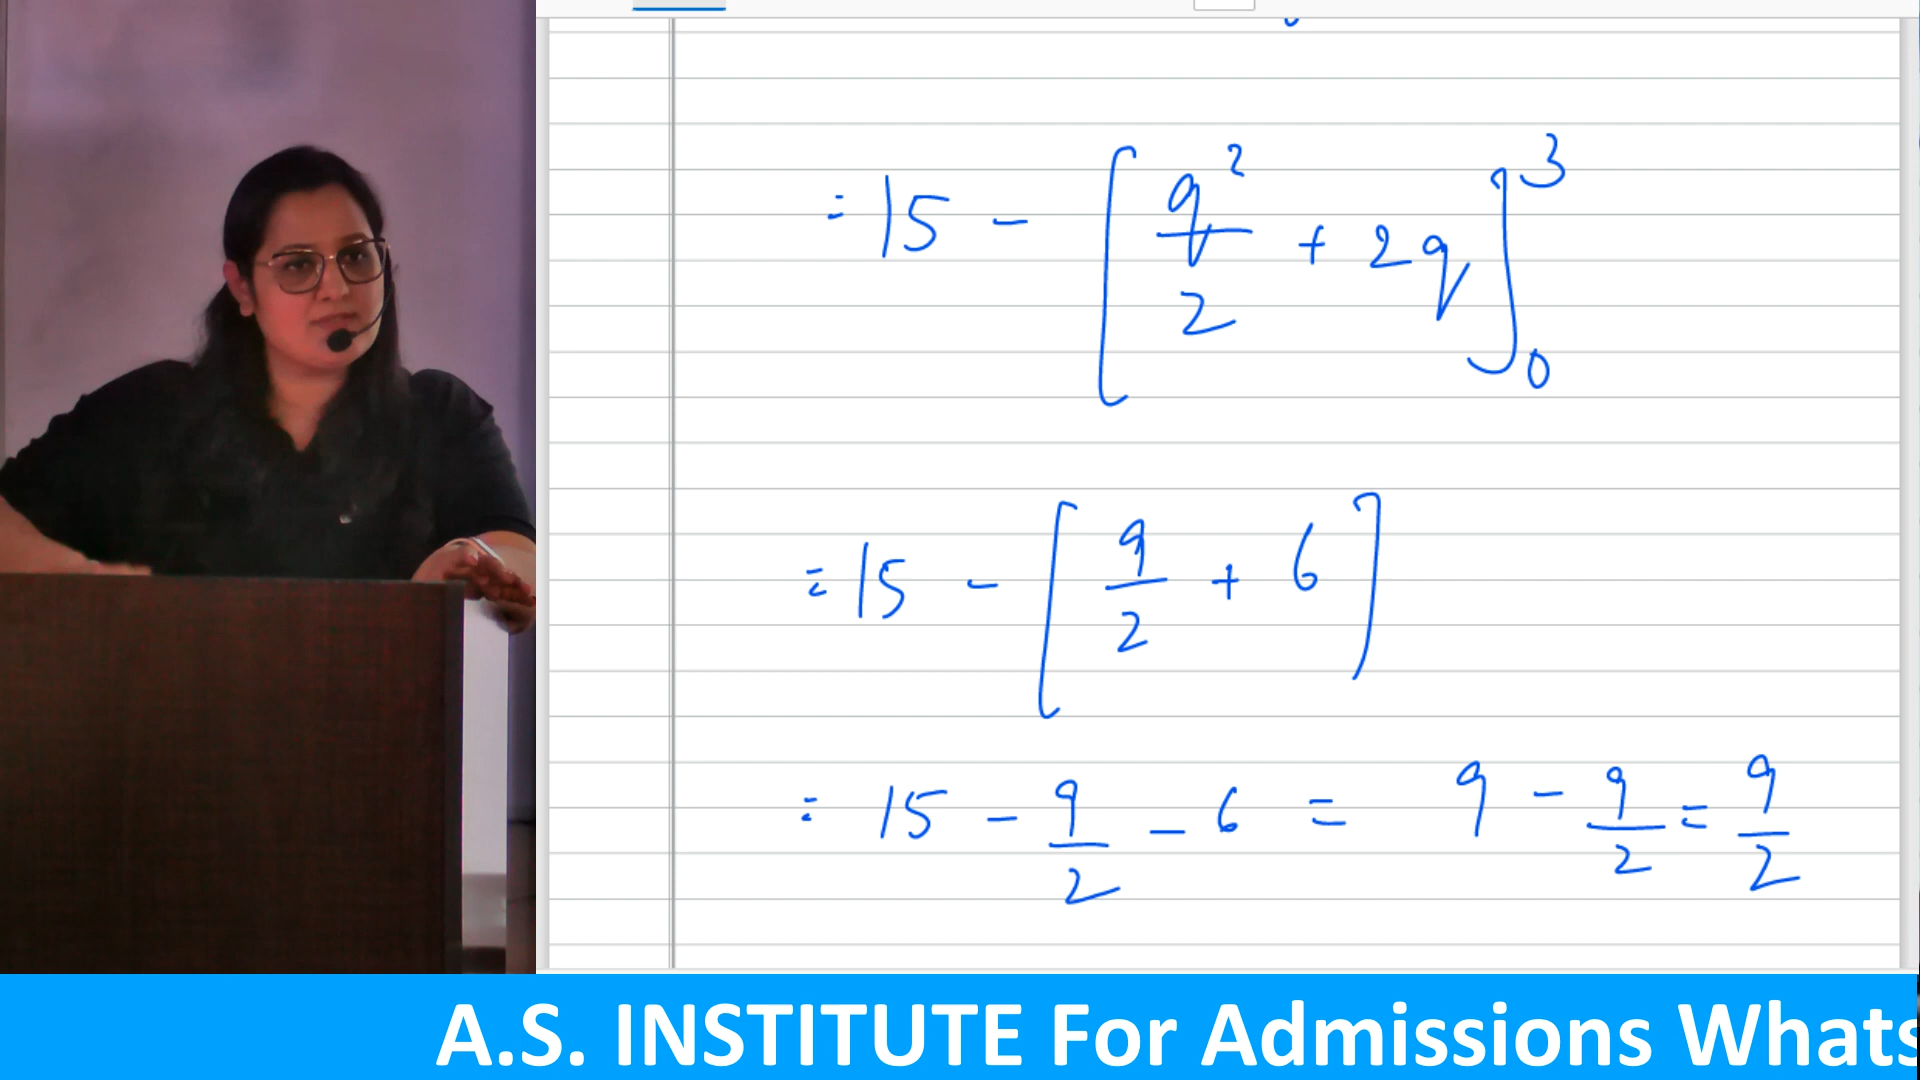 = 15 - [ q²/2 + 2q ]³₀
= 15 - [ 9/2 + 6 ]
= 15 - 9/2 - 6 = 9 - 9/2 = 9/2
A.S. INSTITUTE For Admissions Whats